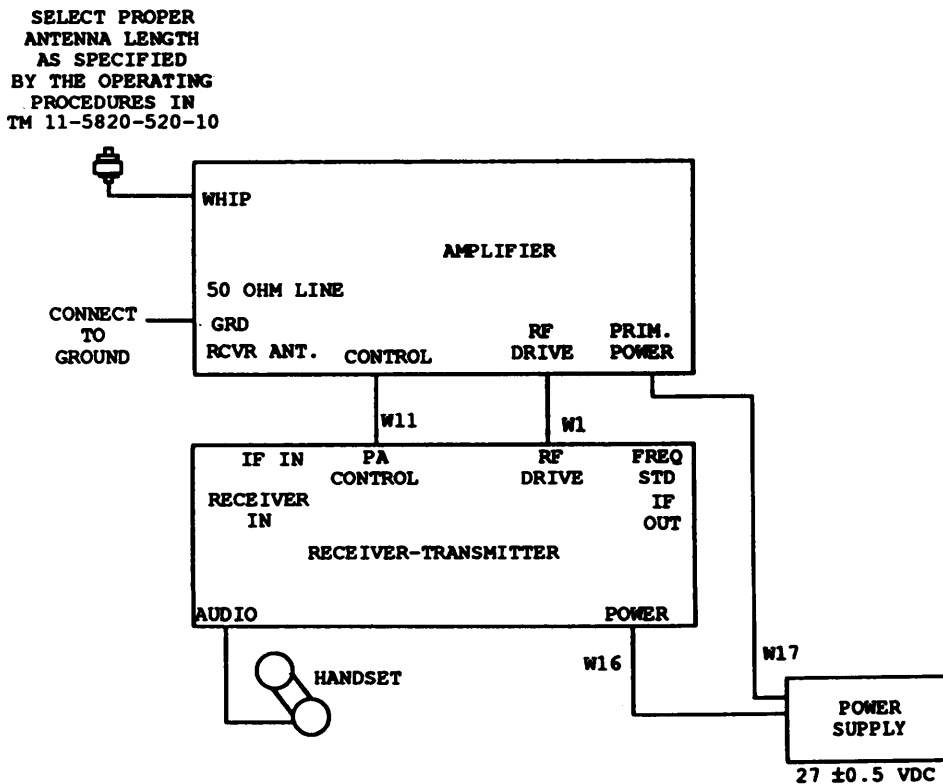 SELECT PROPER
ANTENNA LENGTH
AS SPECIFIED
BY THE OPERATING
PROCEDURES IN
TM 11-5820-520-10
WHIP
AMPLIFIER
50 OHM LINE
CONNECT
TO
GROUND
GRD
RCVR ANT.
CONTROL
RF
DRIVE
PRIM.
POWER
W11
W1
IF IN
PA
CONTROL
RF
DRIVE
FREQ
STD
RECEIVER
IN
IF
OUT
RECEIVER-TRANSMITTER
AUDIO
POWER
HANDSET
W16
W17
POWER
SUPPLY
27 ±0.5 VDC